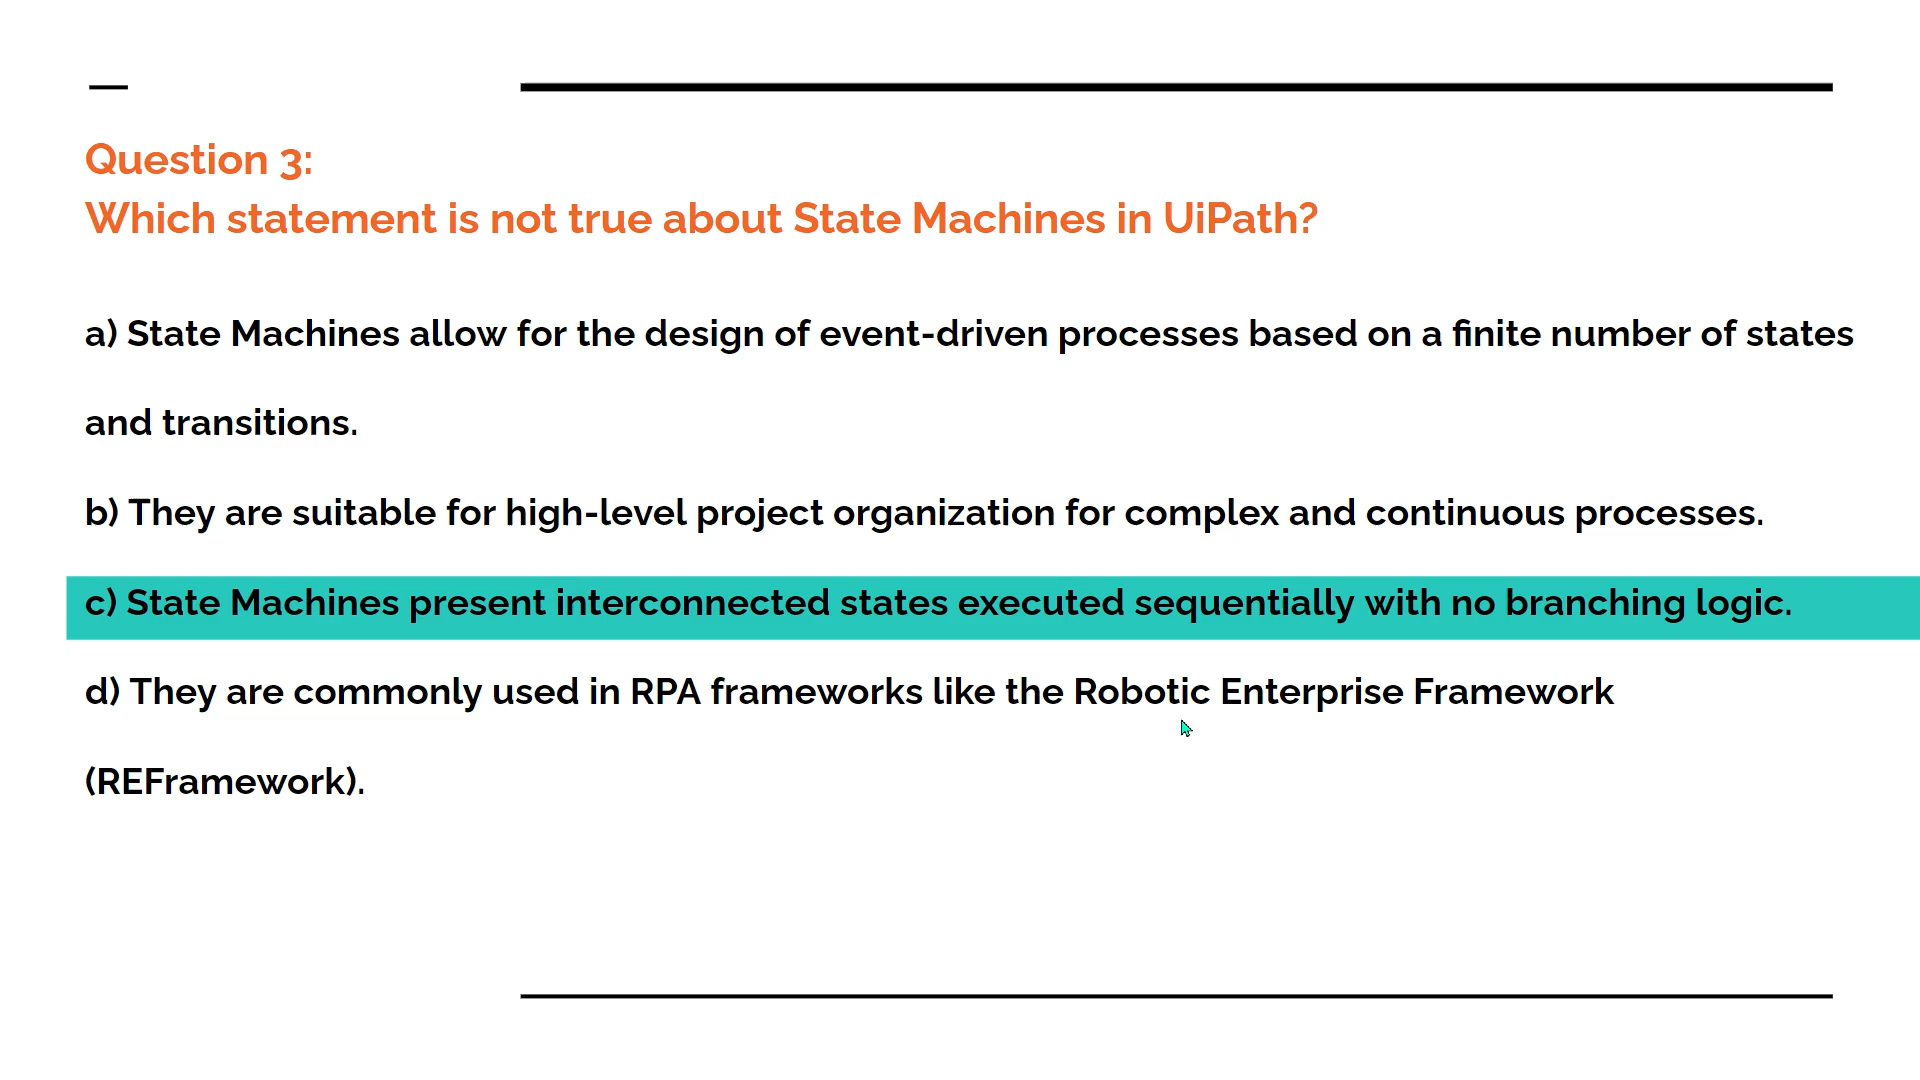 Question 3:
Which statement is not true about State Machines in UiPath?
a) State Machines allow for the design of event-driven processes based on a finite number of states
and transitions.
b) They are suitable for high-level project organization for complex and continuous processes.
c) State Machines present interconnected states executed sequentially with no branching logic.
d) They are commonly used in RPA frameworks like the Robotic Enterprise Framework
(REFramework).